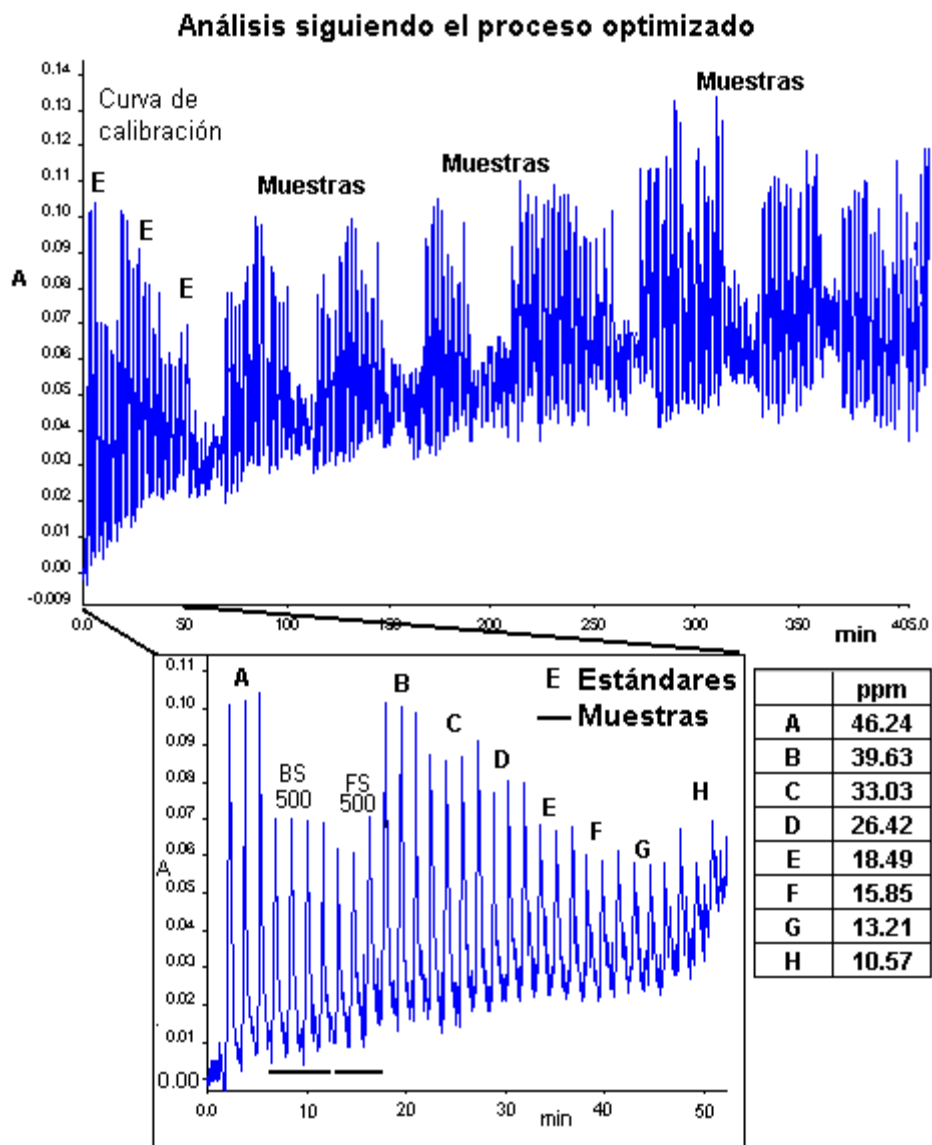 Análisis siguiendo el proceso optimizado
0.14
0.13
0.12
0.11
0.10
0.09
0.08
0.07
0.06
0.05
0.04
0.03
0.02
0.01
0.00
-0.009
A
Curva de
calibración
E
E
E
Muestras
Muestras
Muestras
0.0
50
100
150
200
250
300
350
405.0
min
0.11
0.10
0.09
0.08
0.07
0.06
0.05
0.04
0.03
0.02
0.01
0.00
A
A
BS
500
FS
500
B
C
D
E
F
G
H
E Estándares
Muestras
0.0
10
20
30
40
50
min
ppm
A 46.24
B 39.63
C 33.03
D 26.42
E 18.49
F 15.85
G 13.21
H 10.57